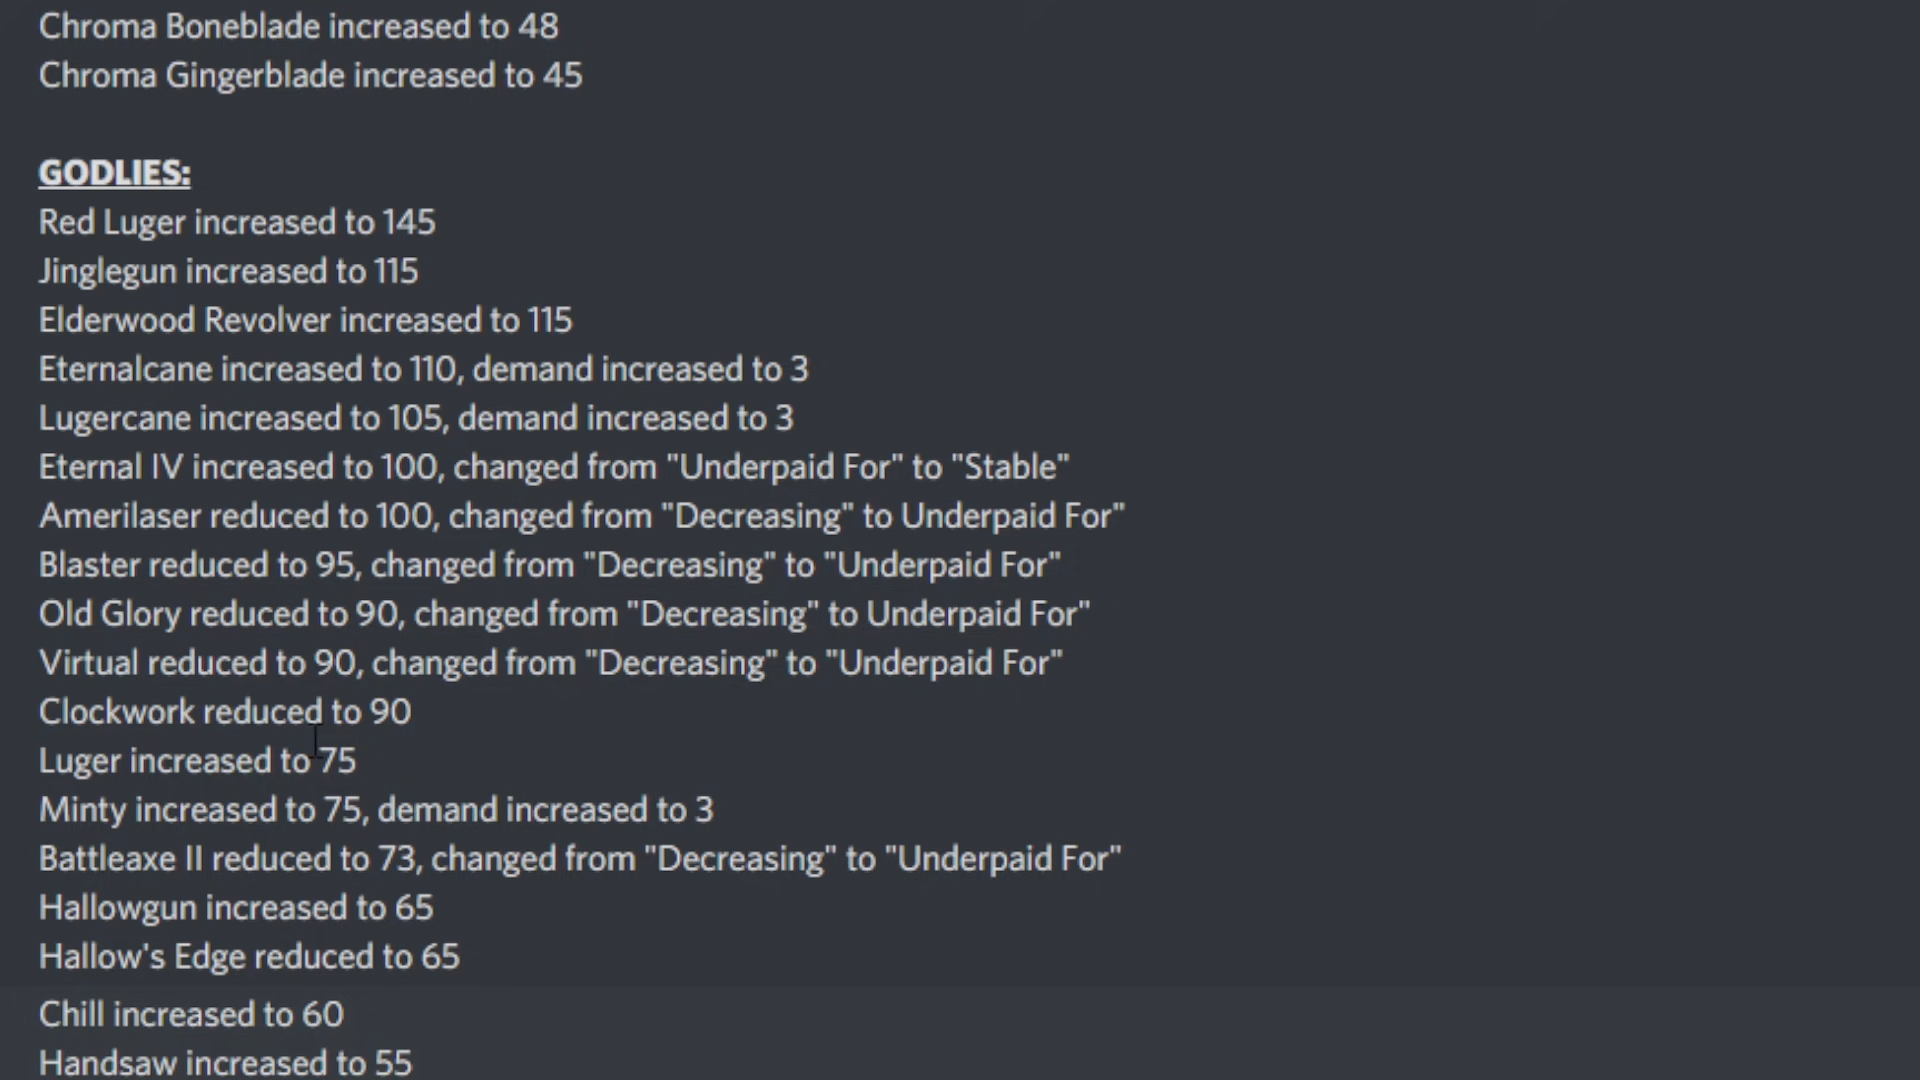 Chroma Boneblade increased to 48
Chroma Gingerblade increased to 45
GODLIES:
Red Luger increased to 145
Jinglegun increased to 115
Elderwood Revolver increased to 115
Eternalcane increased to 110, demand increased to 3
Lugercane increased to 105, demand increased to 3
Eternal IV increased to 100, changed from "Underpaid For" to "Stable"
Amerilaser reduced to 100, changed from "Decreasing" to Underpaid For"
Blaster reduced to 95, changed from "Decreasing" to "Underpaid For"
Old Glory reduced to 90, changed from "Decreasing" to Underpaid For"
Virtual reduced to 90, changed from "Decreasing" to "Underpaid For"
Clockwork reduced to 90
Luger increased to 75
Minty increased to 75, demand increased to 3
Battleaxe II reduced to 73, changed from "Decreasing" to "Underpaid For"
Hallowgun increased to 65
Hallow's Edge reduced to 65
Chill increased to 60
Handsaw increased to 55